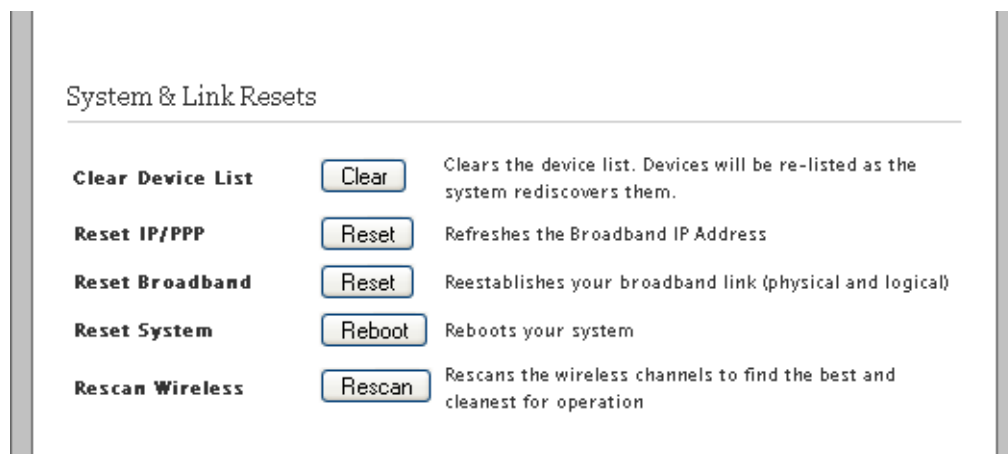 System & Link Resets
Clear Device List
Clear
Clears the device list. Devices will be re-listed as the
system rediscovers them.
Reset IP/PPP
Reset
Refreshes the Broadband IP Address
Reset Broadband
Reset
Reestablishes your broadband link (physical and logical)
Reset System
Reboot
Reboots your system
Rescan Wireless
Rescan
Rescans the wireless channels to find the best and
cleanest for operation